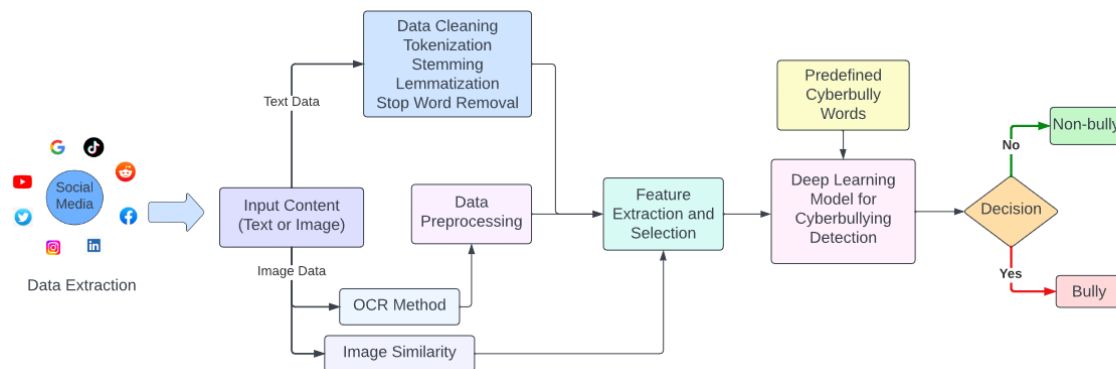 Social
Media
Data Extraction
Input Content
(Text or Image)
Text Data
Image Data
Data Cleaning
Tokenization
Stemming
Lemmatization
Stop Word Removal
OCR Method
Data
Preprocessing
Image Similarity
Feature
Extraction and
Selection
Predefined
Cyberbully
Words
Deep Learning
Model for
Cyberbullying
Detection
Decision
No
Non-bully
Yes
Bully